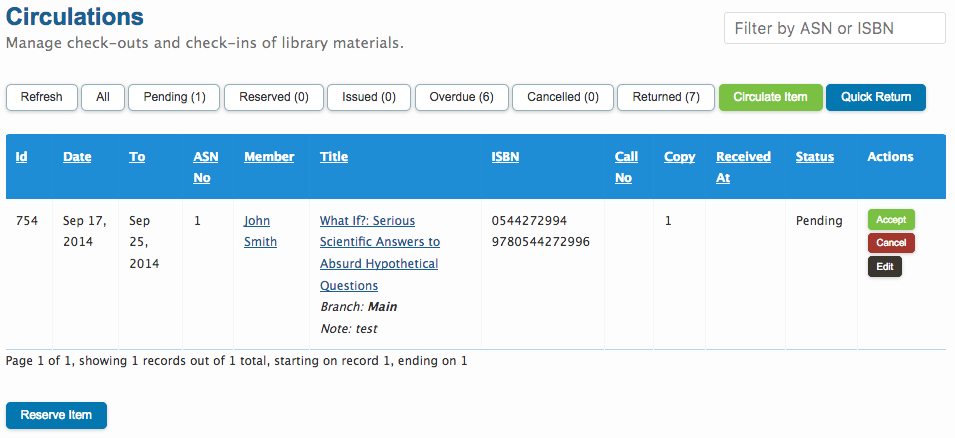 Circulations
Manage check-outs and check-ins of library materials.
Filter by ASN or ISBN
Refresh All Pending (1) Reserved (0) Issued (0) Overdue (6) Cancelled (0) Returned (7) Circulate Item Quick Return
Id Date To ASN No Member Title ISBN Call No Copy Received At Status Actions
754 Sep 17, 2014 Sep 25, 2014 1 John Smith What If?: Serious Scientific Answers to Absurd Hypothetical Questions
Branch: Main
Note: test
0544272994
9780544272996
1 Pending Accept
Cancel
Edit
Page 1 of 1, showing 1 records out of 1 total, starting on record 1, ending on 1
Reserve Item